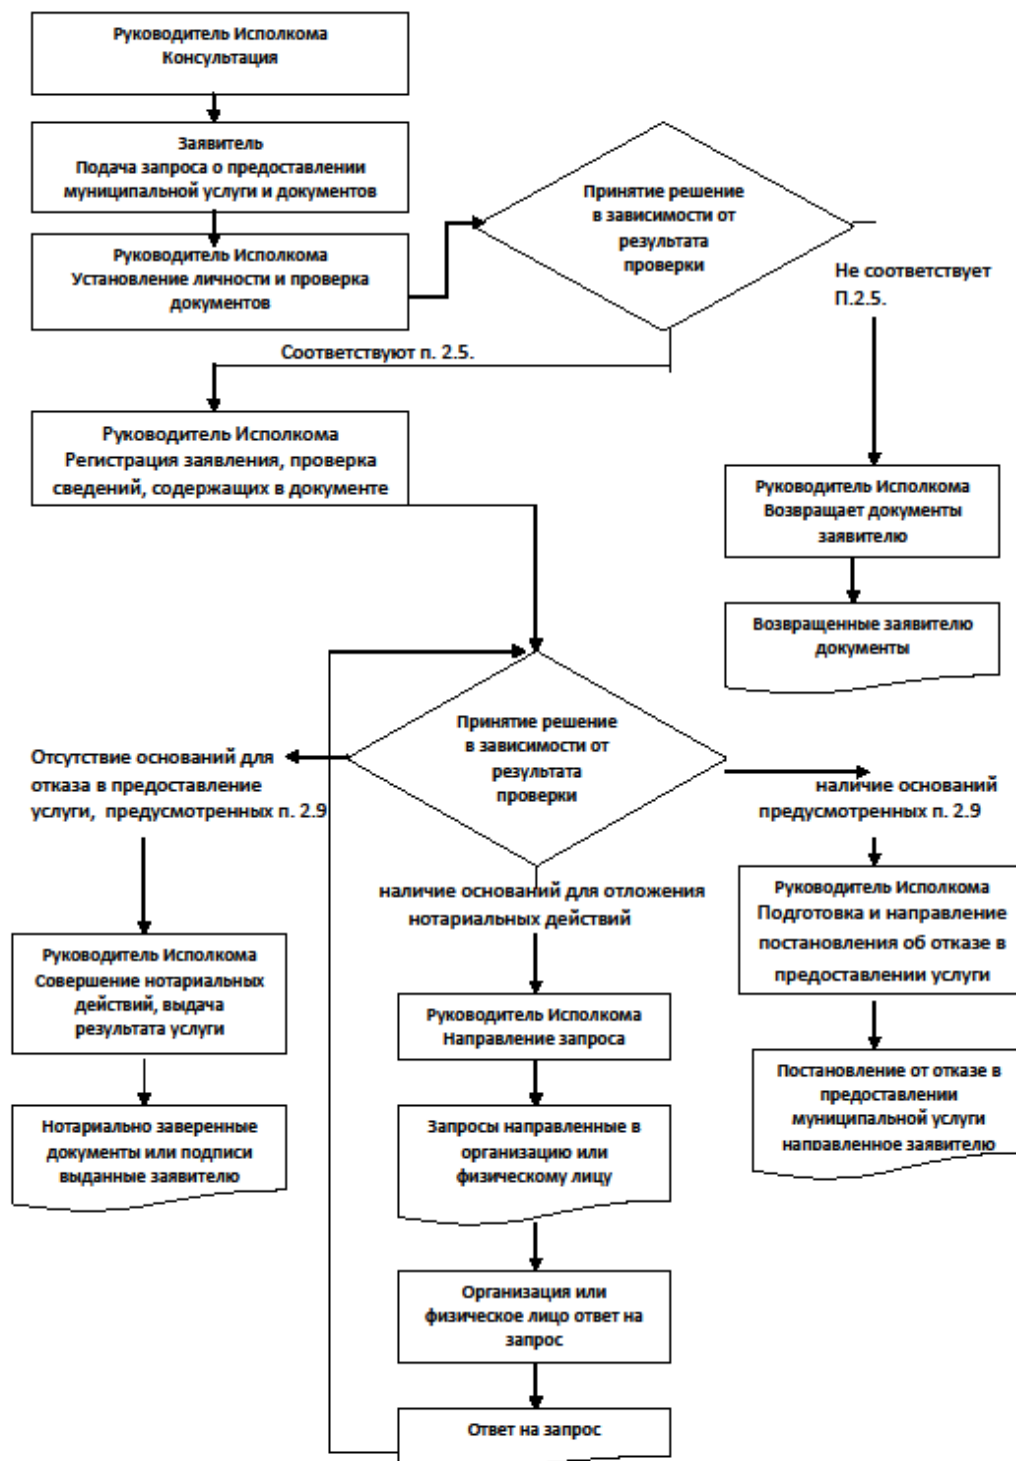 Руководитель Исполкома
Консультация
Заявитель
Подача запроса о предоставлении
муниципальной услуги и документов
Руководитель Исполкома
Установление личности и проверка
документов
Принятие решение
в зависимости от
результата
проверки
Не соответствует
П.2.5.
Соответствуют п. 2.5.
Руководитель Исполкома
Регистрация заявления, проверка
сведений, содержащих в документе
Руководитель Исполкома
Возвращает документы
заявителю
Возвращенные заявителю
документы
Принятие решение
в зависимости от
результата
проверки
Отсутствие оснований для
отказа в предоставление
услуги, предусмотренных п. 2.9
наличие оснований
предусмотренных п. 2.9
наличие оснований для отложения
нотариальных действий
Руководитель Исполкома
Подготовка и направление
постановления об отказе в
предоставлении услуги
Руководитель Исполкома
Совершение нотариальных
действий, выдача
результата услуги
Руководитель Исполкома
Направление запроса
Постановление от отказе в
предоставлении
муниципальной услуги
направленное заявителю
Нотариально заверенные
документы или подписи
выданные заявителю
Запросы направленные в
организацию или
физическому лицу
Организация или
физическое лицо ответ на
запрос
Ответ на запрос